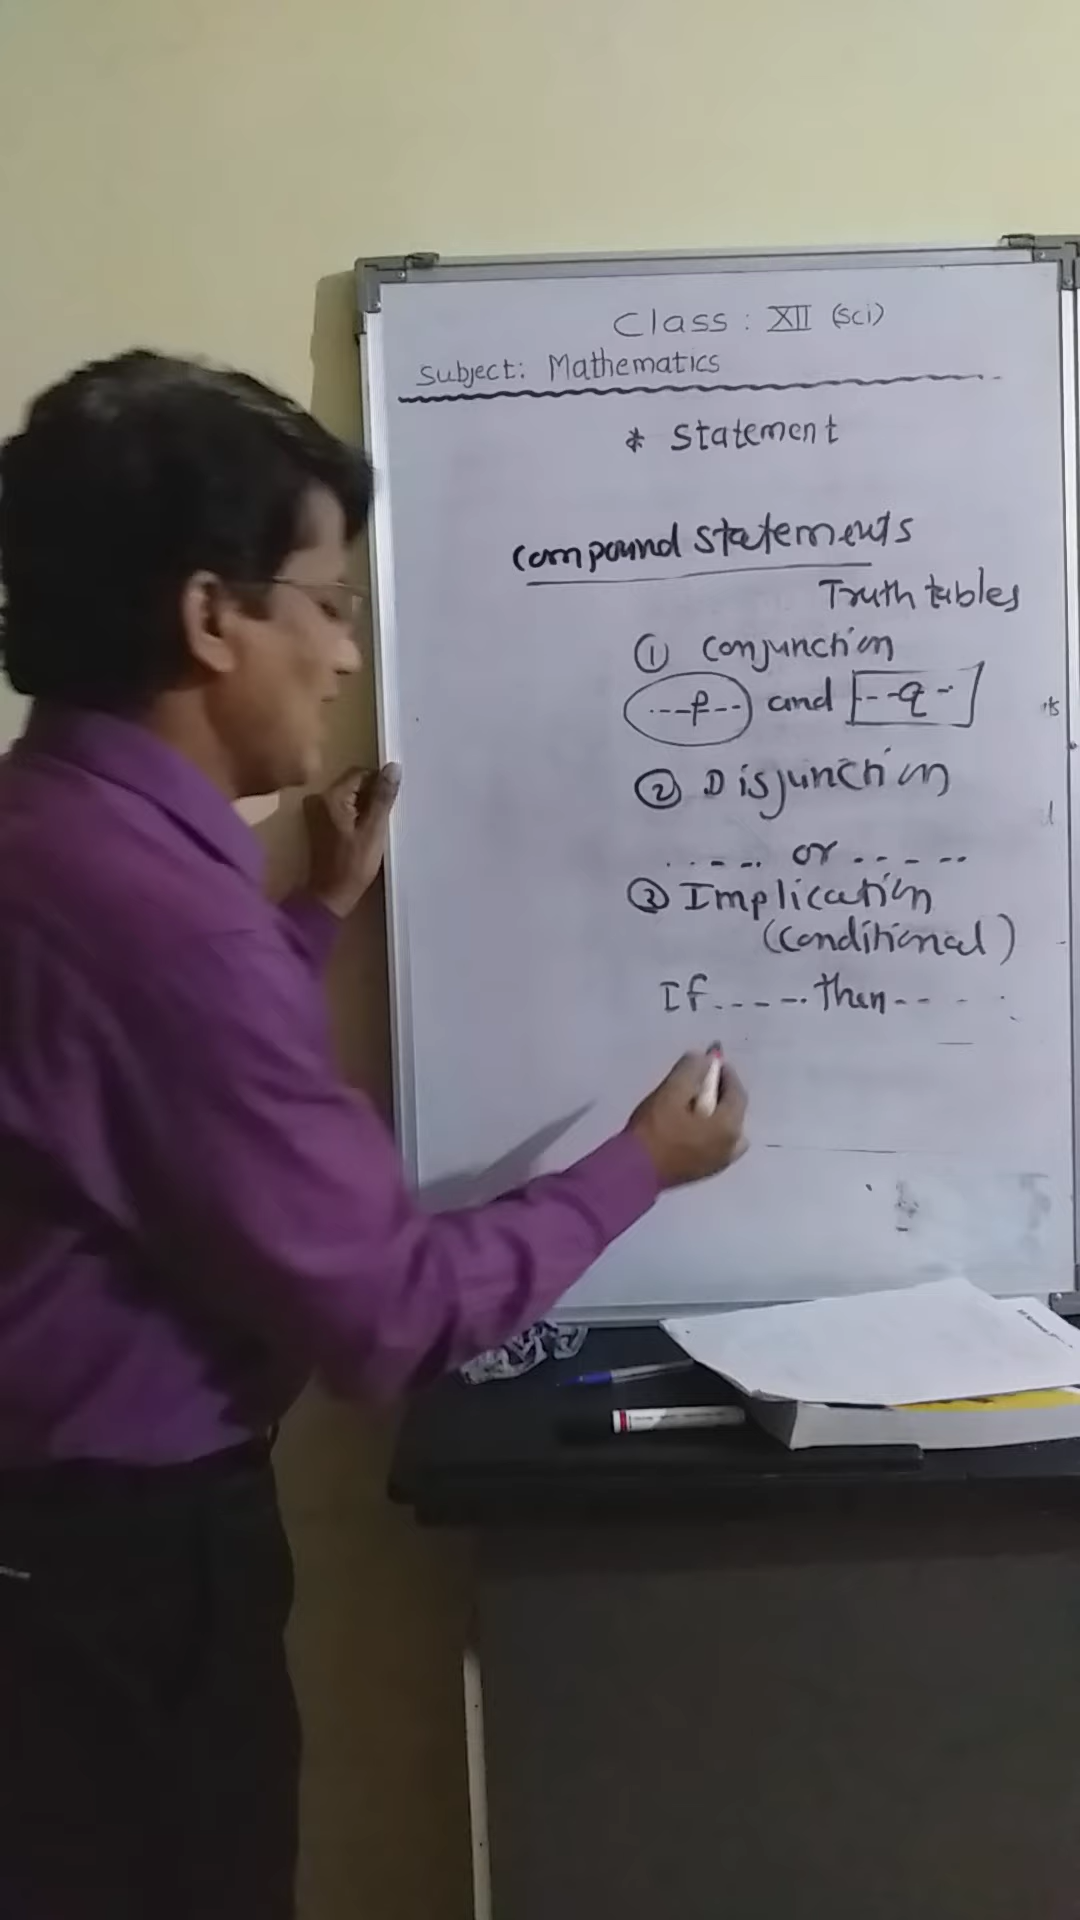 Class : XII (Sci)
Subject: Mathematics
* Statement
Compound Statements
Truth tables
① Conjunction
---p--- and --q--
② Disjunction
..---.. or ..----
③ Implication
(Conditional)
If.----. then-- - -